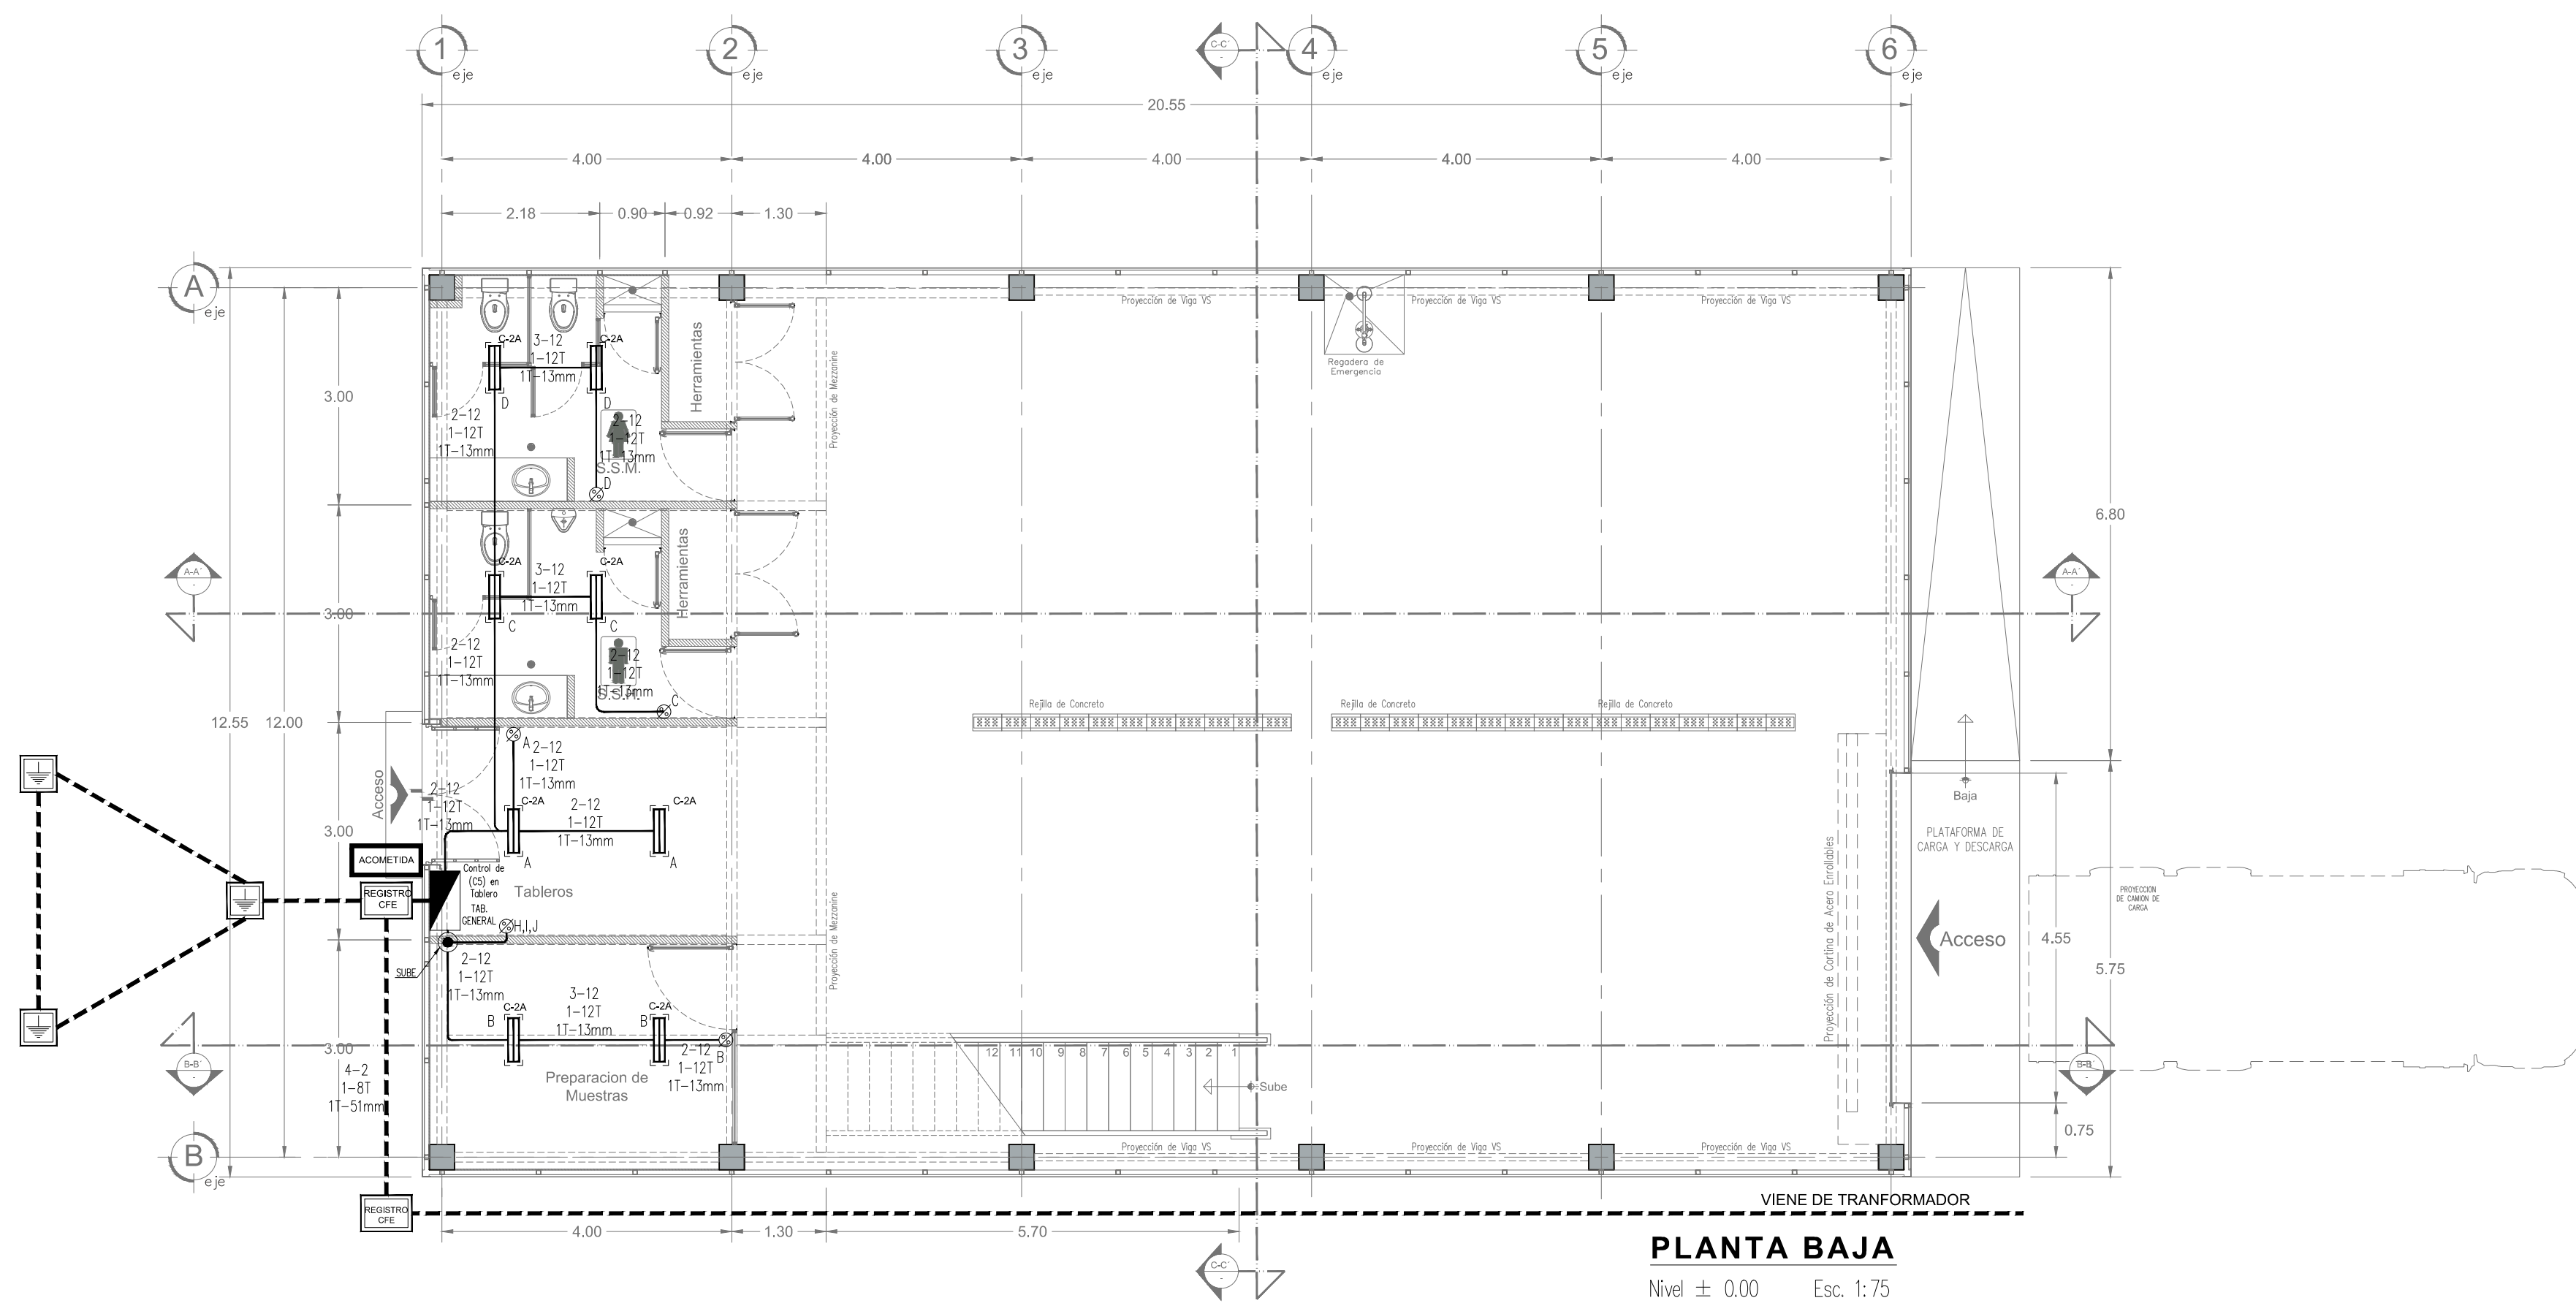 1
eje
2
eje
3
eje
C-C'
-
4
eje
5
eje
6
eje
20.55
4.00
4.00
4.00
4.00
4.00
2.18
0.90
0.92
1.30
A
eje
Proyección de Viga VS
Proyección de Viga VS
Proyección de Viga VS
C-2A
3-12
1-12T
1T-13mm
C-2A
D
D
Herramientas
Proyección de Mezzanine
Regadera de
Emergencia
3.00
2-12
1-12T
1T-13mm
2-12
1-12T
1T-13mm
S.S.M.
D
6.80
C-2A
3-12
1-12T
1T-13mm
C-2A
C
C
Herramientas
A-A'
-
A-A'
-
3.00
2-12
1-12T
1T-13mm
2-12
1-12T
1T-13mm
S.S.H.
C
Rejilla de Concreto
Rejilla de Concreto
Rejilla de Concreto
12.55
12.00
A
2-12
1-12T
1T-13mm
Acceso
2-12
1-12T
1T-13mm
C-2A
2-12
1-12T
1T-13mm
C-2A
A
A
3.00
Baja
PLATAFORMA DE
CARGA Y DESCARGA
ACOMETIDA
REGISTRO
CFE
Control de
(C5) en
Tablero
TAB.
GENERAL
Tableros
H,I,J
Proyección de Mezzanine
Proyección de Cortina de Acero Enrollables
PROYECCION
DE CAMION DE
CARGA
Acceso
4.55
5.75
SUBE
2-12
1-12T
1T-13mm
3-12
1-12T
1T-13mm
C-2A
C-2A
B
B
B
2-12
1-12T
1T-13mm
3.00
B-B'
-
B-B'
-
4-2
1-8T
1T-51mm
Preparacion de
Muestras
12 11 10 9 8 7 6 5 4 3 2 1
Sube
0.75
B
eje
Proyección de Viga VS
Proyección de Viga VS
Proyección de Viga VS
REGISTRO
CFE
VIENE DE TRANFORMADOR
4.00
1.30
5.70
C-C'
-
PLANTA BAJA
Nivel ± 0.00 Esc. 1:75